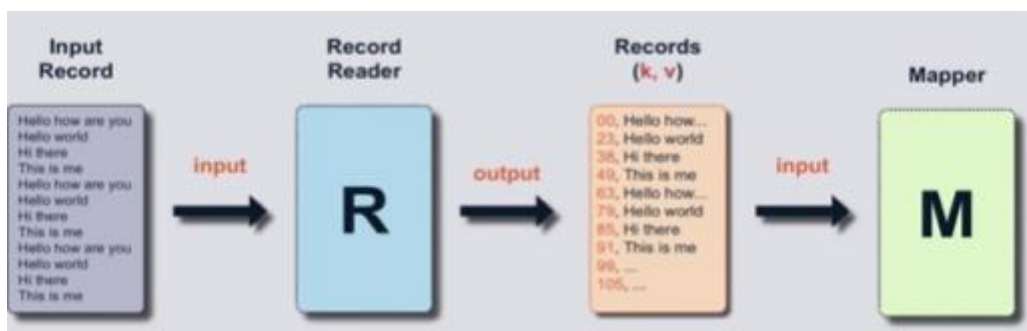 Input
Record
Hello how are you
Hello world
Hi there
This is me
Hello how are you
Hello world
Hi there
This is me
Hello how are you
Hello world
Hi there
This is me
input
Record
Reader
R
output
Records
(k, v)
00, Hello how...
23, Hello world
38, Hi there
49, This is me
63, Hello how...
79, Hello world
85, Hi there
91, This is me
99, ...
105, ...
input
Mapper
M